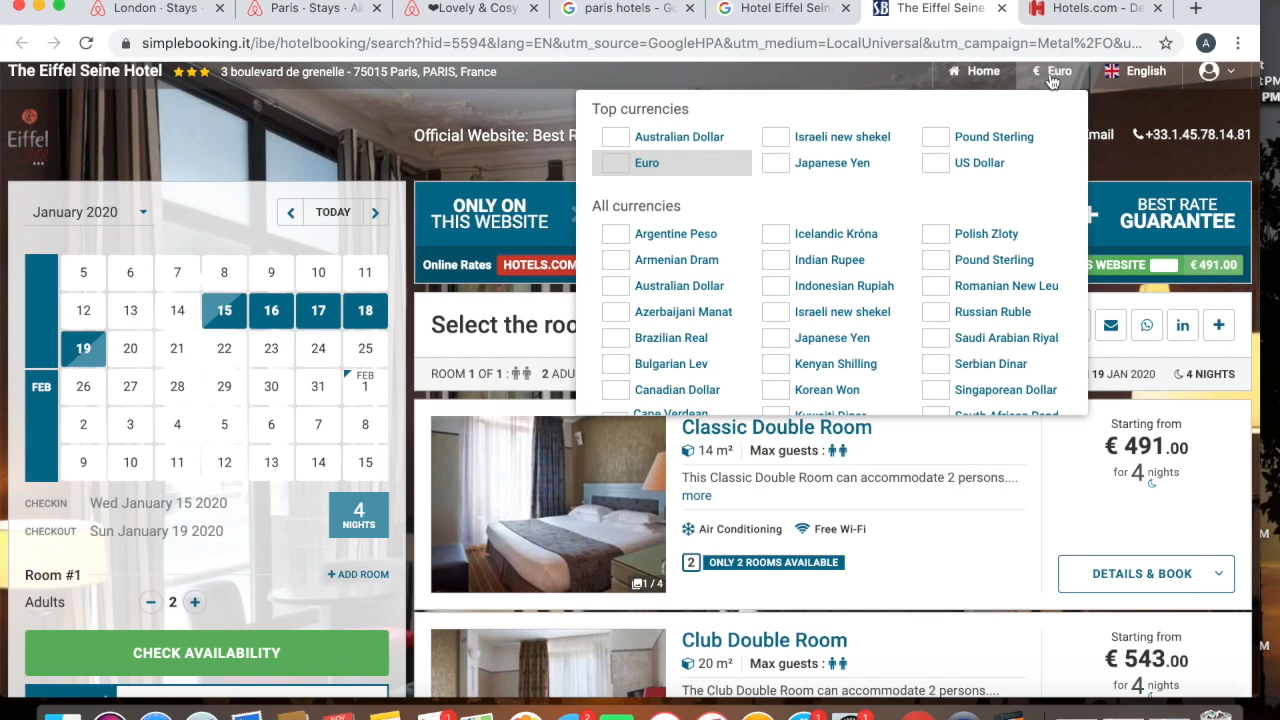 London · Stays ·
Paris · Stays · Ai
❤Lovely & Cosy
paris hotels - G
Hotel Eiffel Sein
The Eiffel Seine
Hotels.com - De
simplebooking.it/ibe/hotelbooking/search?hid=5594&lang=EN&utm_source=GoogleHPA&utm_medium=LocalUniversal&utm_campaign=Metal%2FO&u...
A
The Eiffel Seine Hotel
3 boulevard de grenelle - 75015 Paris, PARIS, France
Home
€ Euro
English
Eiffel
Seine
Official Website: Best R
mail
+33.1.45.78.14.81
Top currencies
Australian Dollar
Israeli new shekel
Pound Sterling
Euro
Japanese Yen
US Dollar
All currencies
Argentine Peso
Icelandic Króna
Polish Zloty
Armenian Dram
Indian Rupee
Pound Sterling
Australian Dollar
Indonesian Rupiah
Romanian New Leu
Azerbaijani Manat
Israeli new shekel
Russian Ruble
Brazilian Real
Japanese Yen
Saudi Arabian Riyal
Bulgarian Lev
Kenyan Shilling
Serbian Dinar
Canadian Dollar
Korean Won
Singaporean Dollar
Cape Verdean
Kuwaiti Dinar
South African Rand
January 2020
TODAY
5 6 7 8 9 10 11
12 13 14 15 16 17 18
19 20 21 22 23 24 25
FEB
FEB 26 27 28 29 30 31 1
2 3 4 5 6 7 8
9 10 11 12 13 14 15
CHECKIN Wed January 15 2020
CHECKOUT Sun January 19 2020
4
NIGHTS
Room #1
+ ADD ROOM
Adults
2
CHECK AVAILABILITY
ONLY ON
THIS WEBSITE
BEST RATE
GUARANTEE
Online Rates
HOTELS.COM
S WEBSITE
€ 491.00
Select the roo
ROOM 1 OF 1 :
2 ADU
19 JAN 2020
4 NIGHTS
Classic Double Room
14 m² Max guests :
This Classic Double Room can accommodate 2 persons....
more
Air Conditioning
Free Wi-Fi
2 ONLY 2 ROOMS AVAILABLE
1 / 4
Starting from
€ 491.00
for 4 nights
DETAILS & BOOK
Club Double Room
20 m² Max guests :
The Club Double Room can accommodate 2 persons....
Starting from
€ 543.00
for 4 nights